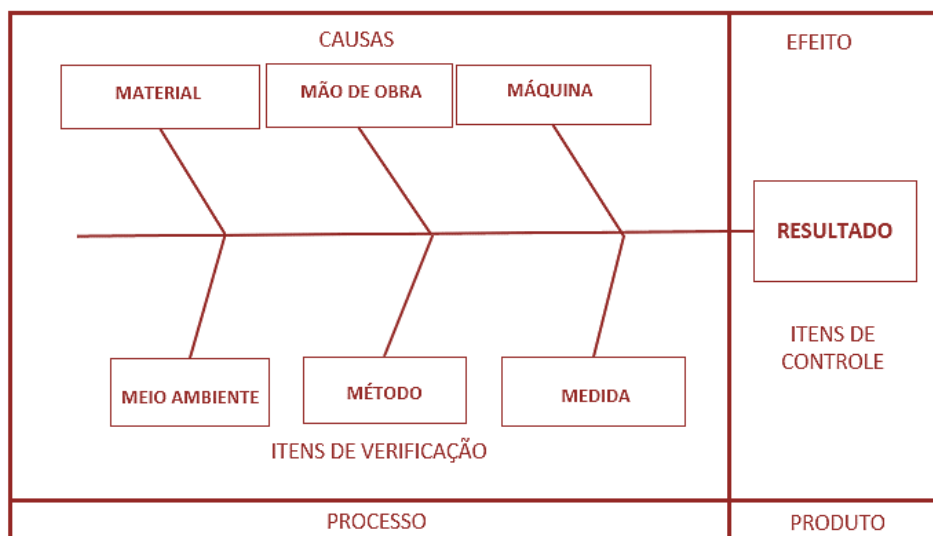 CAUSAS
EFEITO
MATERIAL
MÃO DE OBRA
MÁQUINA
RESULTADO
ITENS DE
CONTROLE
MEIO AMBIENTE
MÉTODO
MEDIDA
ITENS DE VERIFICAÇÃO
PROCESSO
PRODUTO